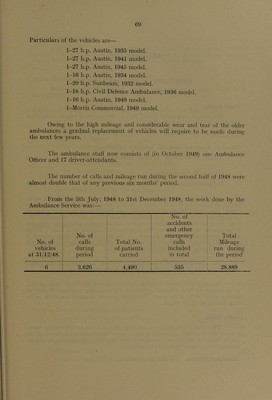 69
Particulars of the vehicles are—
1–27 h.p. Austin, 1935 model.
1–27 h.p. Austin, 1941 model.
1–27 h.p. Austin, 1945 model.
1–16 h.p. Austin, 1934 model.
1–20 h.p. Sunbeam, 1932 model.
1–18 h.p. Civil Defence Ambulance, 1936 model.
1–16 h.p. Austin, 1949 model.
1–Morris Commercial, 1948 model.
Owing to the high mileage and considerable wear and tear of the older
ambulances a gradual replacement of vehicles will require to be made during
the next few years.
The ambulance staff now consists of (in October 1949) one Ambulance
Officer and 17 driver-attendants.
The number of calls and mileage run during the second half of 1948 were
almost double that of any previous six months' period.
From the 5th July, 1948 to 31st December 1948, the work done by the
Ambulance Service was:—
No. of vehicles at 31/12/48.
No. of calls during period
Total No. of patients carried
No. of accidents and other emergency calls included in total
Total Mileage run during the period
6 3,626 4,490 535 28,889